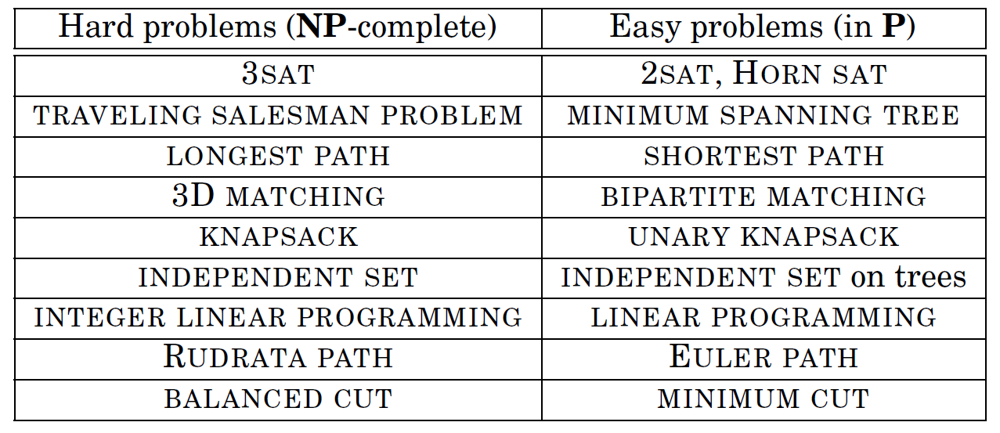 Hard problems (NP-complete) Easy problems (in P)
3SAT 2SAT, HORN SAT
TRAVELING SALESMAN PROBLEM MINIMUM SPANNING TREE
LONGEST PATH SHORTEST PATH
3D MATCHING BIPARTITE MATCHING
KNAPSACK UNARY KNAPSACK
INDEPENDENT SET INDEPENDENT SET on trees
INTEGER LINEAR PROGRAMMING LINEAR PROGRAMMING
RUDRATA PATH EULER PATH
BALANCED CUT MINIMUM CUT